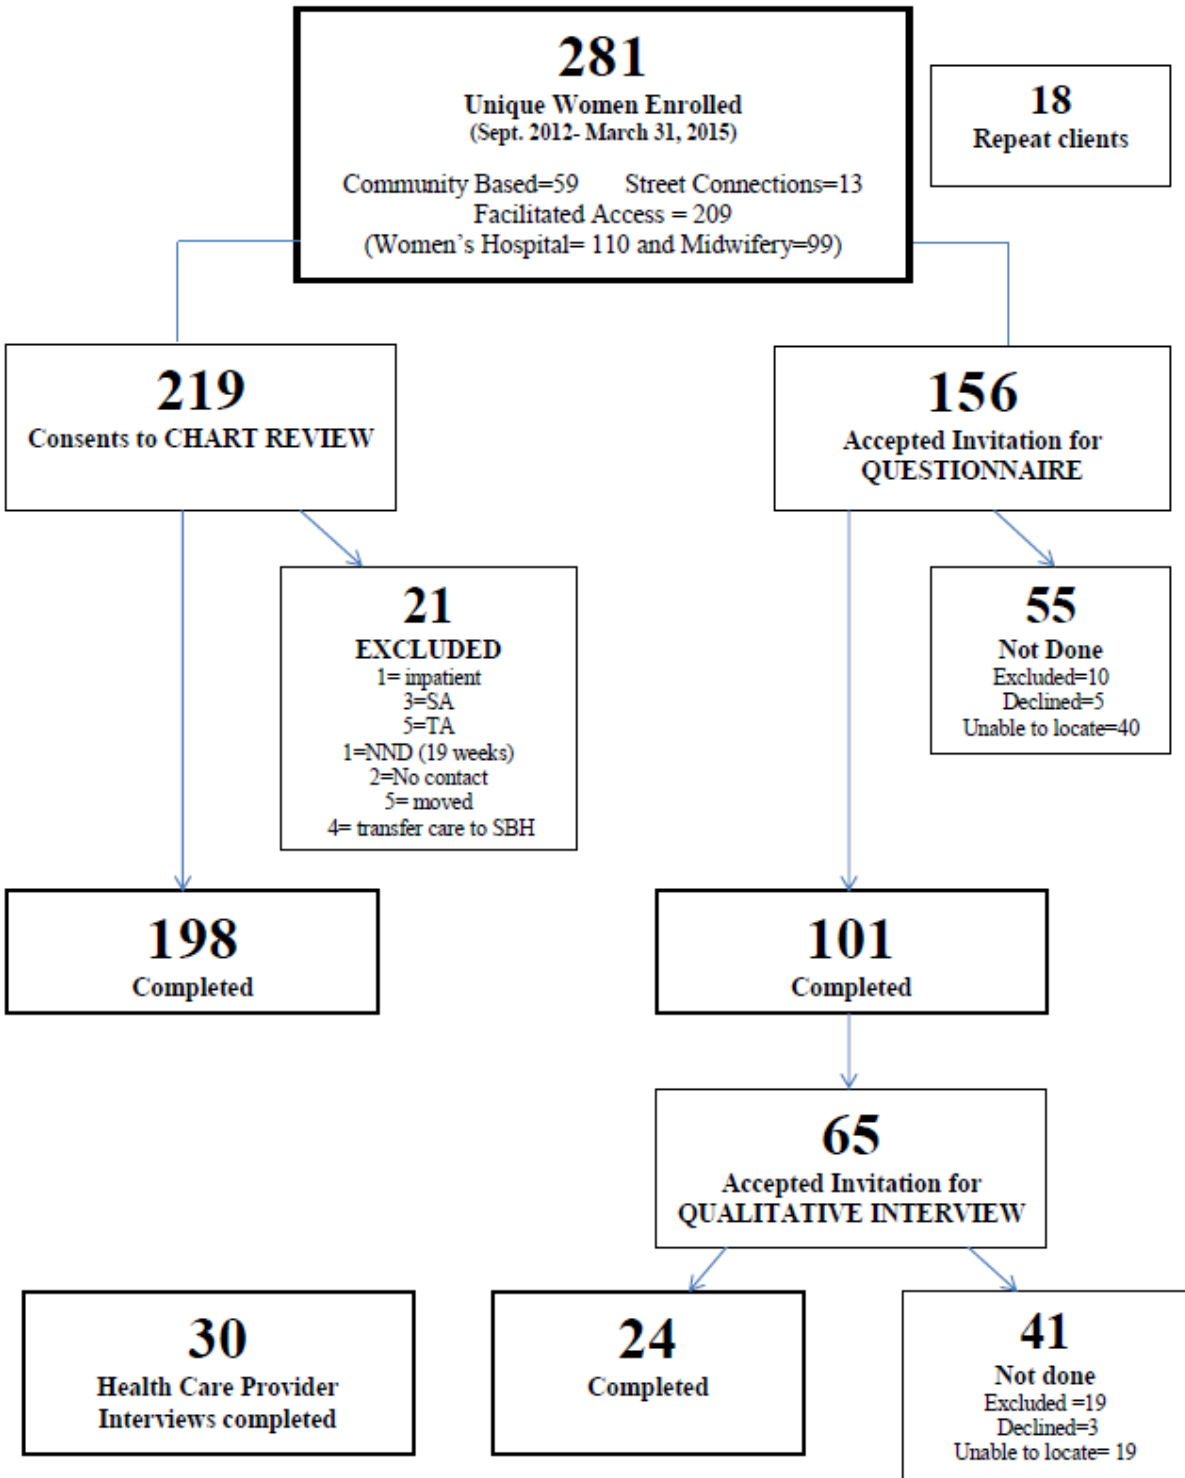 281
Unique Women Enrolled
(Sept. 2012- March 31, 2015)
Community Based=59 Street Connections=13
Facilitated Access = 209
(Women's Hospital= 110 and Midwifery=99)
18
Repeat clients
219
Consents to CHART REVIEW
156
Accepted Invitation for
QUESTIONNAIRE
21
EXCLUDED
1= inpatient
3=SA
5=TA
1=NND (19 weeks)
2=No contact
5= moved
4= transfer care to SBH
55
Not Done
Excluded=10
Declined=5
Unable to locate=40
198
Completed
101
Completed
65
Accepted Invitation for
QUALITATIVE INTERVIEW
30
Health Care Provider
Interviews completed
24
Completed
41
Not done
Excluded =19
Declined=3
Unable to locate= 19